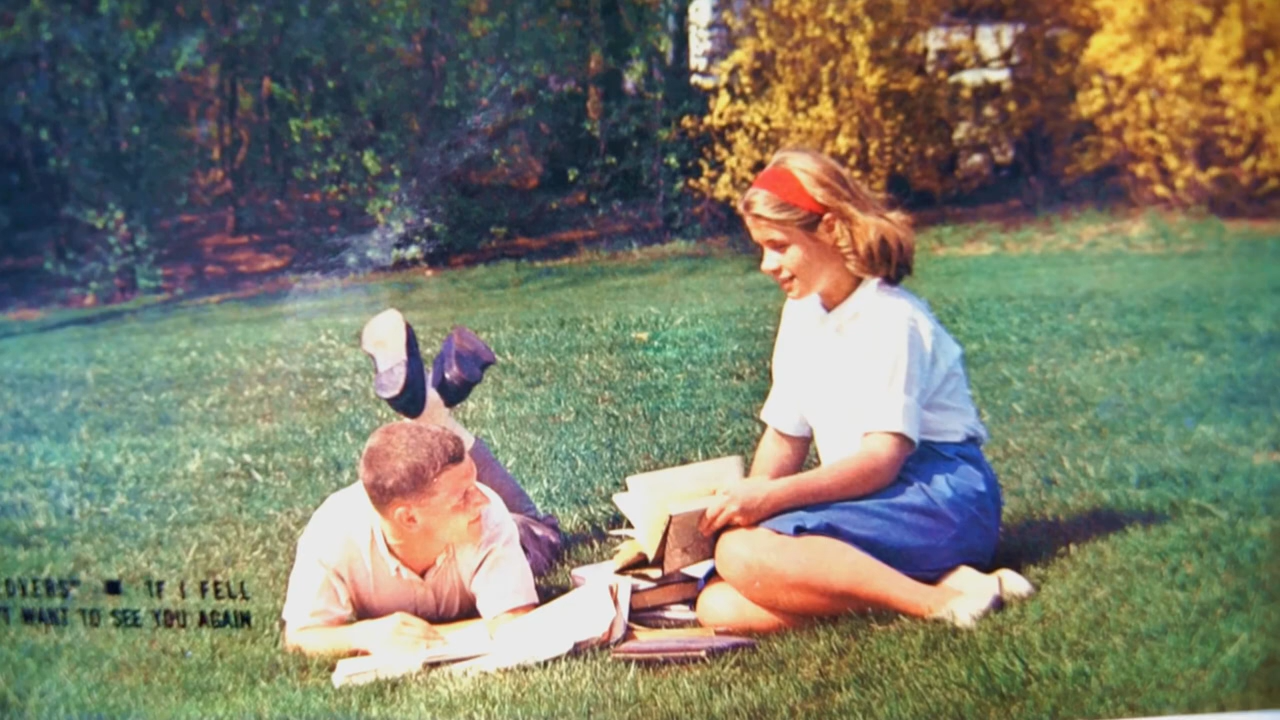 OVERS" ■ IF I FELL
T WANT TO SEE YOU AGAIN